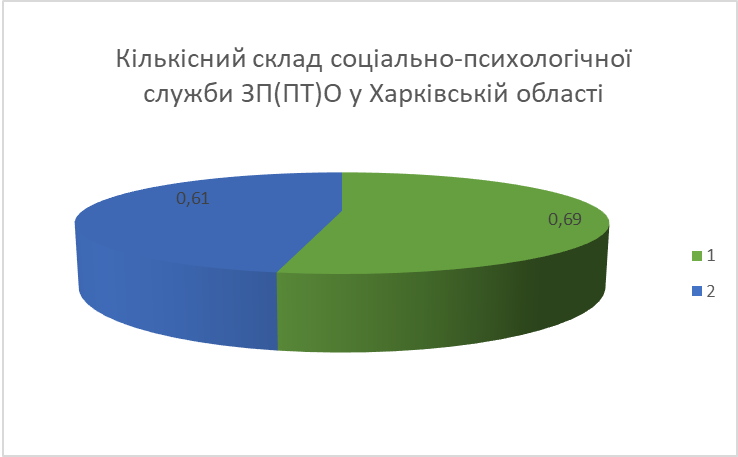 Кількісний склад соціально-психологічної
служби ЗП(ПТ)О у Харківській області
0,61
0,69
1
2